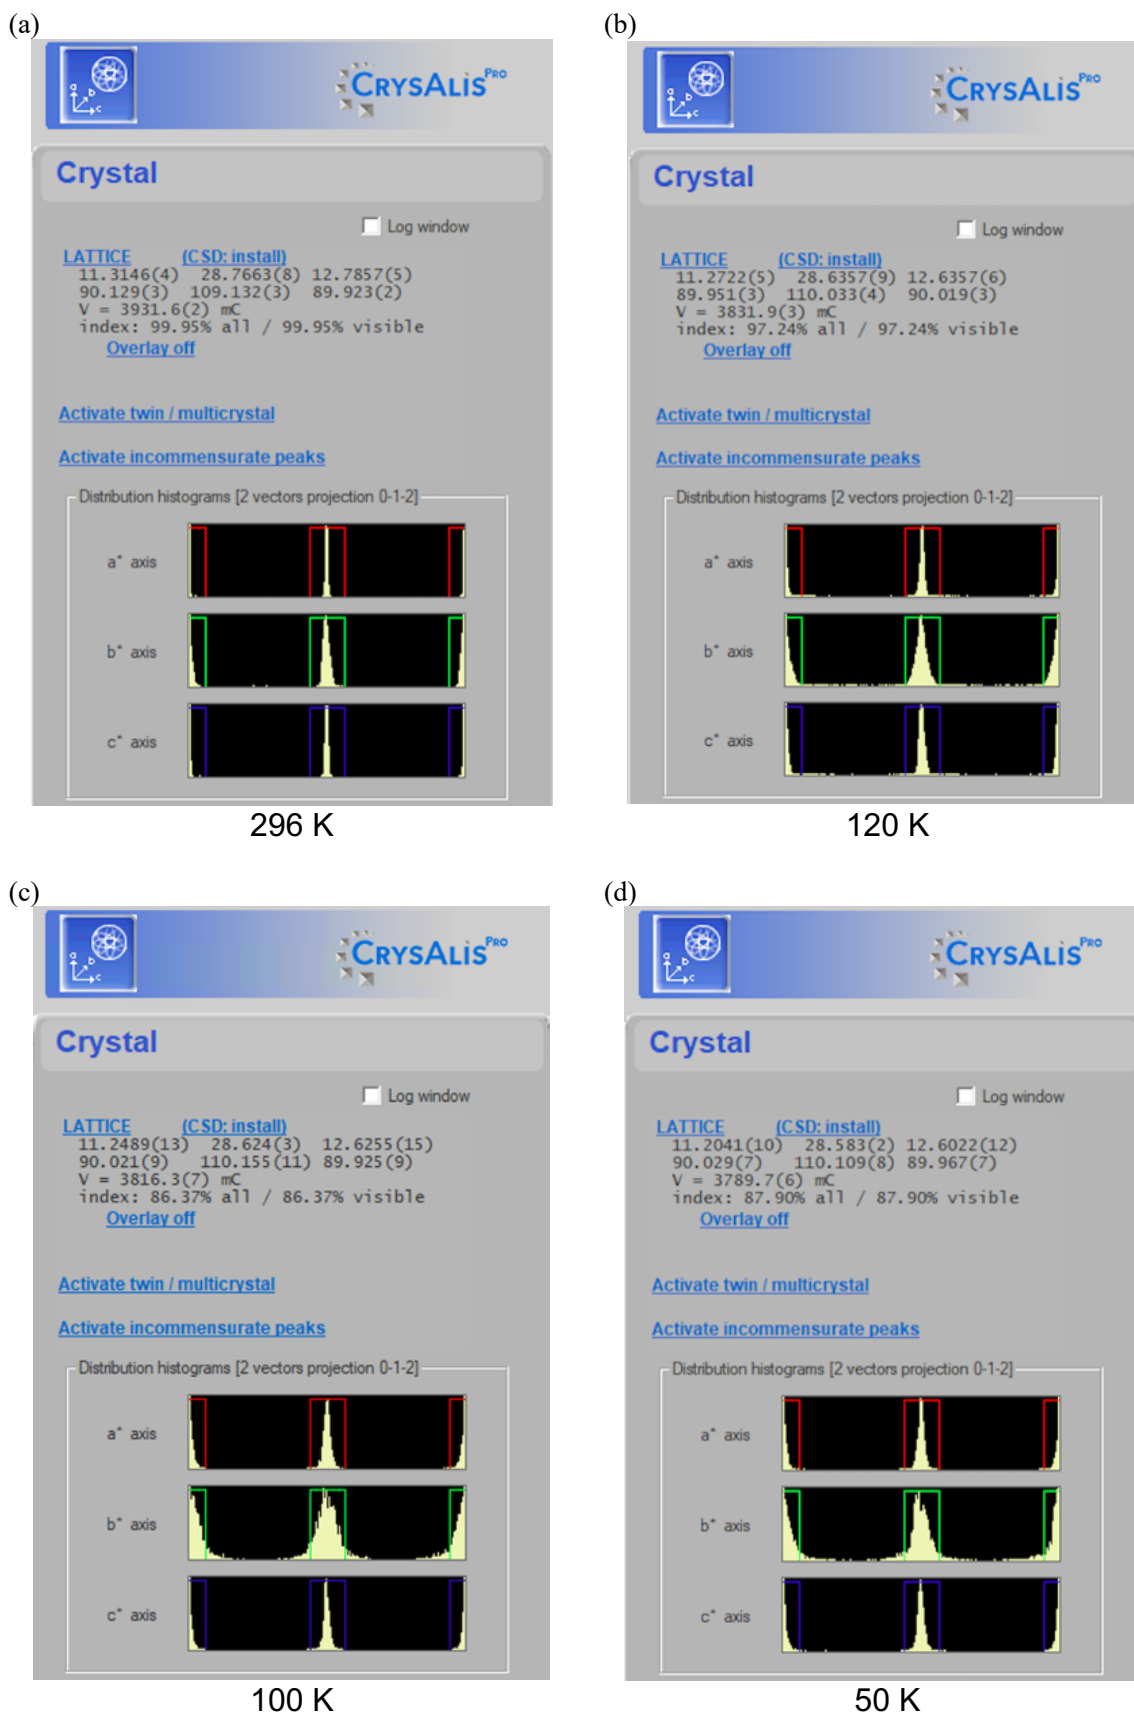 (a)
a b c
CRYSALIS PRO
Crystal
Log window
LATTICE (CSD: install)
11.3146(4) 28.7663(8) 12.7857(5)
90.129(3) 109.132(3) 89.923(2)
V = 3931.6(2) mC
index: 99.95% all / 99.95% visible
Overlay off
Activate twin / multicrystal
Activate incommensurate peaks
Distribution histograms [2 vectors projection 0-1-2]
a* axis
b* axis
c* axis
296 K
(b)
a b c
CRYSALIS PRO
Crystal
Log window
LATTICE (CSD: install)
11.2722(5) 28.6357(9) 12.6357(6)
89.951(3) 110.033(4) 90.019(3)
V = 3831.9(3) mC
index: 97.24% all / 97.24% visible
Overlay off
Activate twin / multicrystal
Activate incommensurate peaks
Distribution histograms [2 vectors projection 0-1-2]
a* axis
b* axis
c* axis
120 K
(c)
a b c
CRYSALIS PRO
Crystal
Log window
LATTICE (CSD: install)
11.2489(13) 28.624(3) 12.6255(15)
90.021(9) 110.155(11) 89.925(9)
V = 3816.3(7) mC
index: 86.37% all / 86.37% visible
Overlay off
Activate twin / multicrystal
Activate incommensurate peaks
Distribution histograms [2 vectors projection 0-1-2]
a* axis
b* axis
c* axis
100 K
(d)
a b c
CRYSALIS PRO
Crystal
Log window
LATTICE (CSD: install)
11.2041(10) 28.583(2) 12.6022(12)
90.029(7) 110.109(8) 89.967(7)
V = 3789.7(6) mC
index: 87.90% all / 87.90% visible
Overlay off
Activate twin / multicrystal
Activate incommensurate peaks
Distribution histograms [2 vectors projection 0-1-2]
a* axis
b* axis
c* axis
50 K